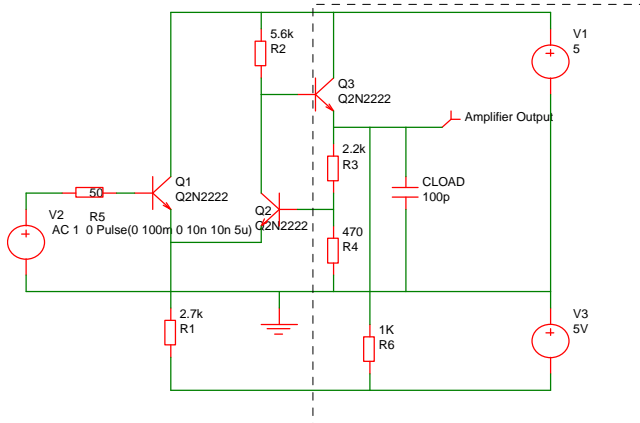 5.6k
R2
V1
5
Q3
Q2N2222
Amplifier Output
2.2k
R3
Q1
Q2N2222
CLOAD
100p
50
R5
V2
AC 1 0 Pulse(0 100m 0 10n 10n 5u)
Q2
Q2N2222
470
R4
2.7k
R1
1K
R6
V3
5V